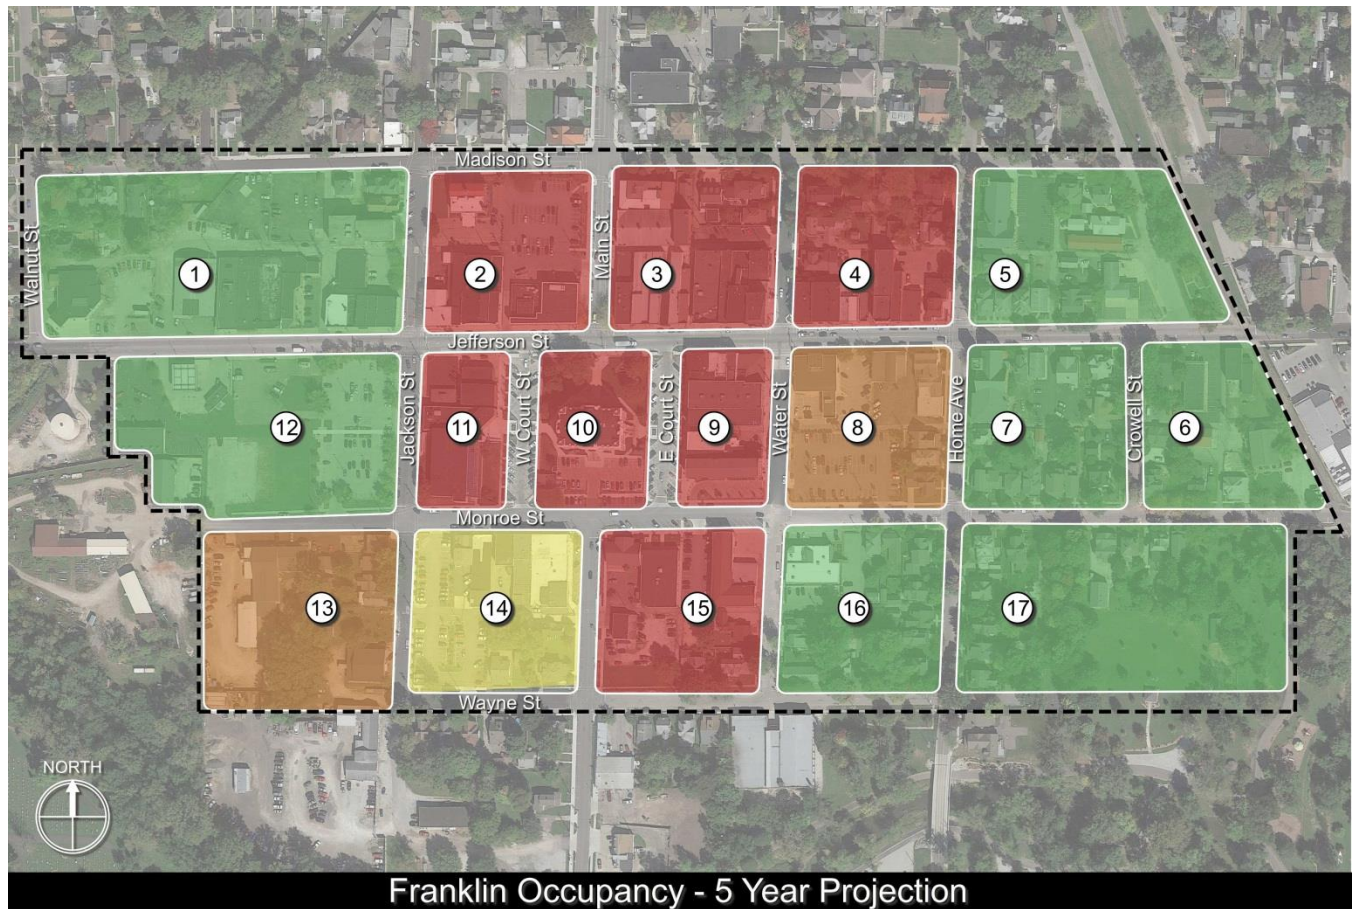 Madison St
Walnut St
Main St
1
2
3
4
5
Jefferson St
Jackson St
W. Court St
E Court St
Water St
Home Ave
Crowell St
12
11
10
9
8
7
6
Monroe St
13
14
15
16
17
Wayne St
NORTH
Franklin Occupancy - 5 Year Projection